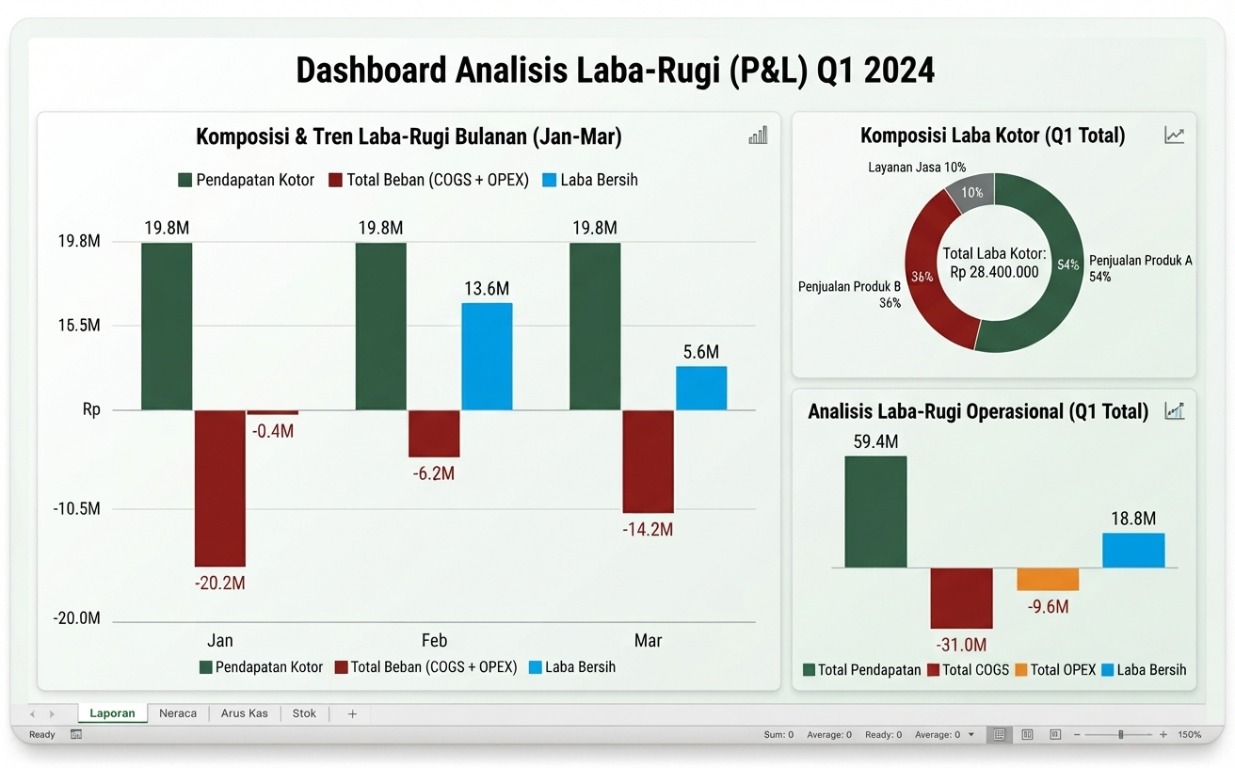 Dashboard Analisis Laba-Rugi (P&L) Q1 2024
Komposisi & Tren Laba-Rugi Bulanan (Jan-Mar)
Pendapatan Kotor Total Beban (COGS + OPEX) Laba Bersih
19.8M 19.8M 19.8M
19.8M
13.6M
15.5M
5.6M
Rp
-0.4M
-6.2M
-10.5M
-14.2M
-20.2M
-20.0M
Jan Feb Mar
Pendapatan Kotor Total Beban (COGS + OPEX) Laba Bersih
Komposisi Laba Kotor (Q1 Total)
Layanan Jasa 10%
10%
Total Laba Kotor:
Rp 28.400.000
54%
Penjualan Produk A
54%
36%
Penjualan Produk B
36%
Analisis Laba-Rugi Operasional (Q1 Total)
59.4M
18.8M
-9.6M
-31.0M
Total Pendapatan Total COGS Total OPEX Laba Bersih
Laporan Neraca Arus Kas Stok +
Ready Sum: 0 Average: 0 Ready: 0 Average: 0 150%